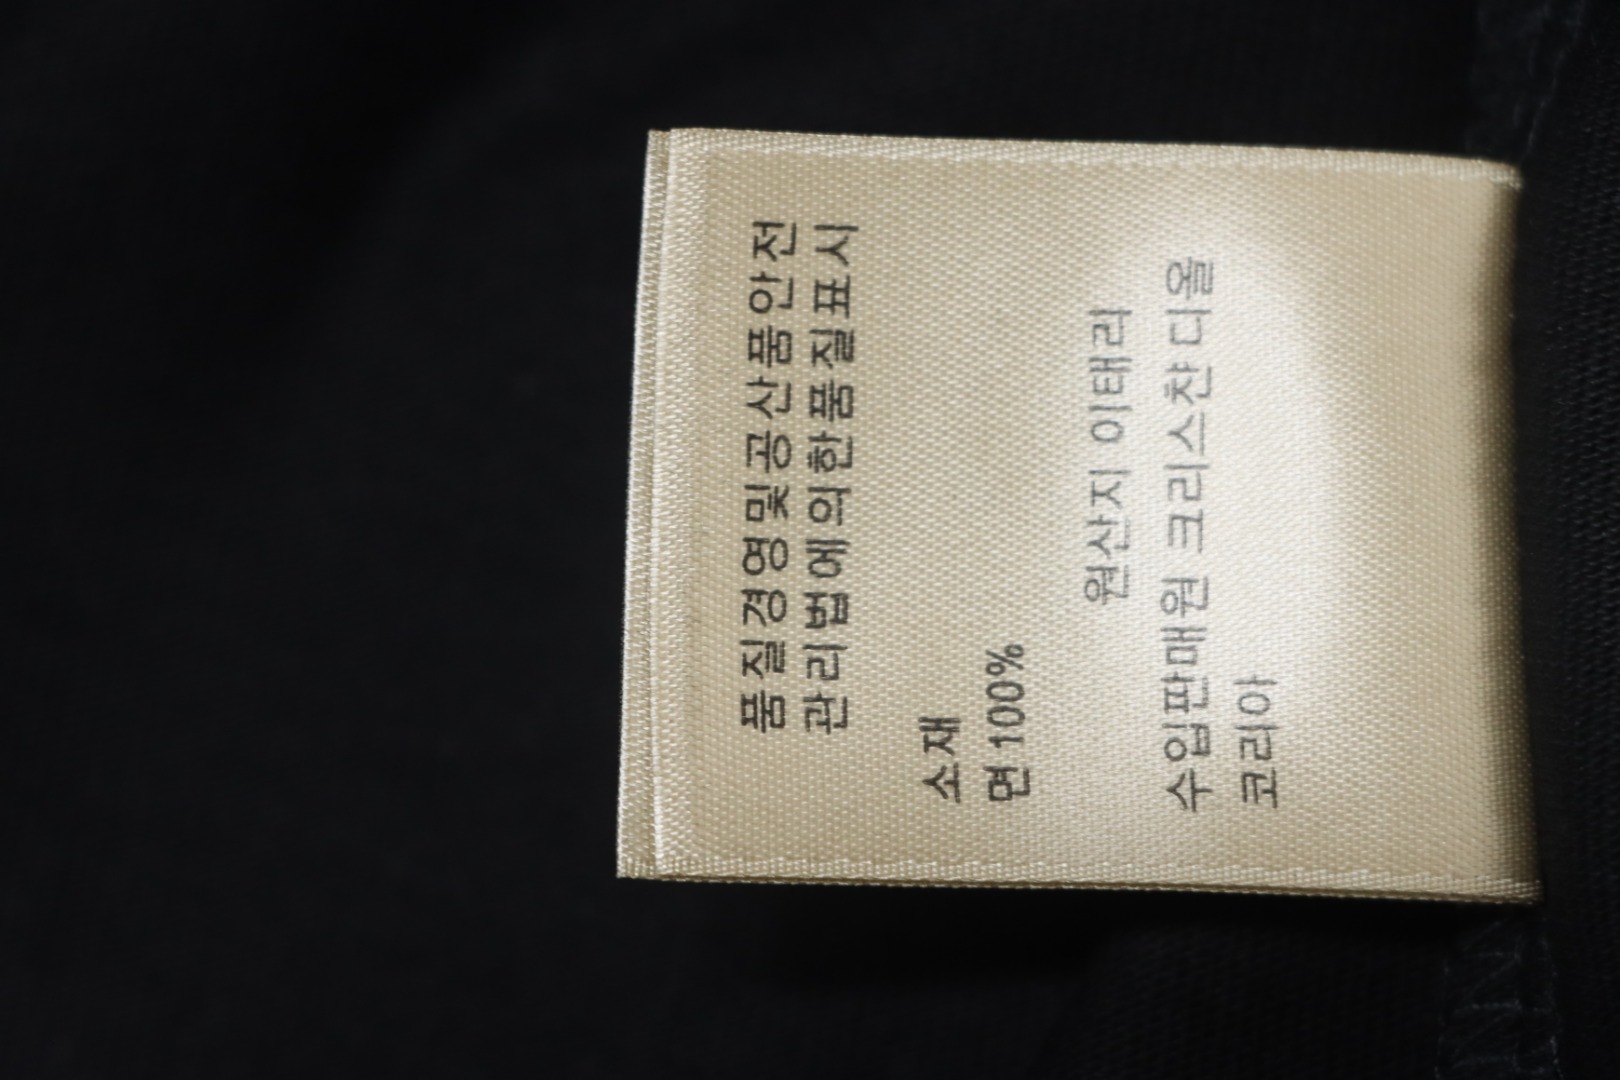 품질경영및공산품안전
관리법에의한품질표시
소재
면 100%
원산지 이태리
수입판매원 크리스챤 디올
코리아